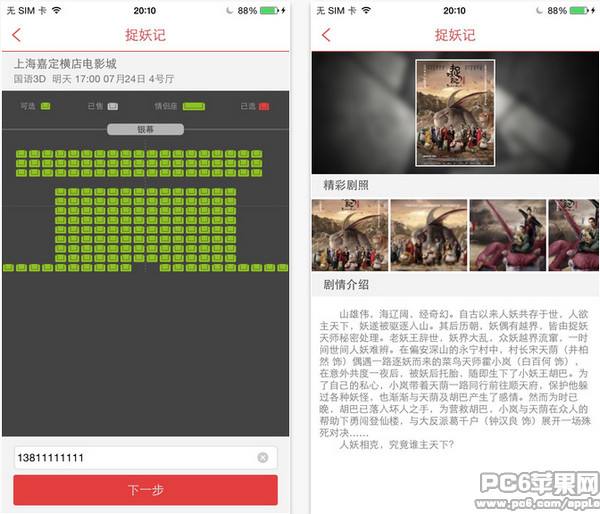 无 SIM 卡
20:10
88%
捉妖记
上海嘉定横店电影城
国语3D 明天 17:00 07月24日 4号厅
可选
已售
情侣座
已选
银幕
13811111111
下一步
无 SIM 卡
20:10
88%
捉妖记
捉妖记
精彩剧照
剧情介绍
山雄伟，海辽阔，经奇幻。自古以来人妖共存于世，人欲
主天下，妖遂被驱逐人山。其后历朝，妖偶有越界，皆由捉妖
天师秘密处理。老妖王辞世，妖界大乱，众妖越界流窜，一时
间世间人妖难辨。在偏安深山的永宁村中，村长宋天荫（井柏
然 饰）偶遇一路逐妖而来的菜鸟天师霍小岚（白百何 饰），
在意外共度一夜后，被妖后托胎，随即生下了小妖王胡巴。为
了自己的私心，小岚带着天荫一路同行前往顺天府，保护他躲
过各种妖怪，也渐渐与天荫及胡巴产生了感情。然而为时已
晚，胡巴已落入坏人之手，为营救胡巴，小岚与天荫在众人的
帮助下勇闯登仙楼，与大反派葛千户（钟汉良 饰）展开一场殊
死对决……
人妖相克，究竟谁主天下？
PC6苹果网
www.pc6.com/apple